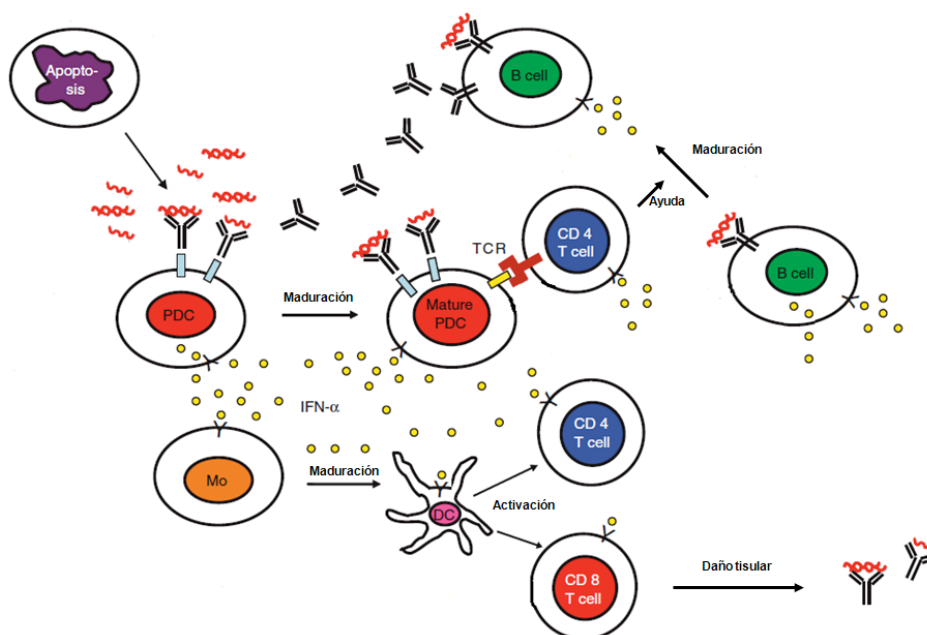 Apopto-
sis
B cell
Maduración
Ayuda
TCR
CD 4
T cell
B cell
PDC
Maduración
Mature
PDC
IFN-α
CD 4
T cell
Mo
Maduración
DC
Activación
CD 8
T cell
Daño tisular